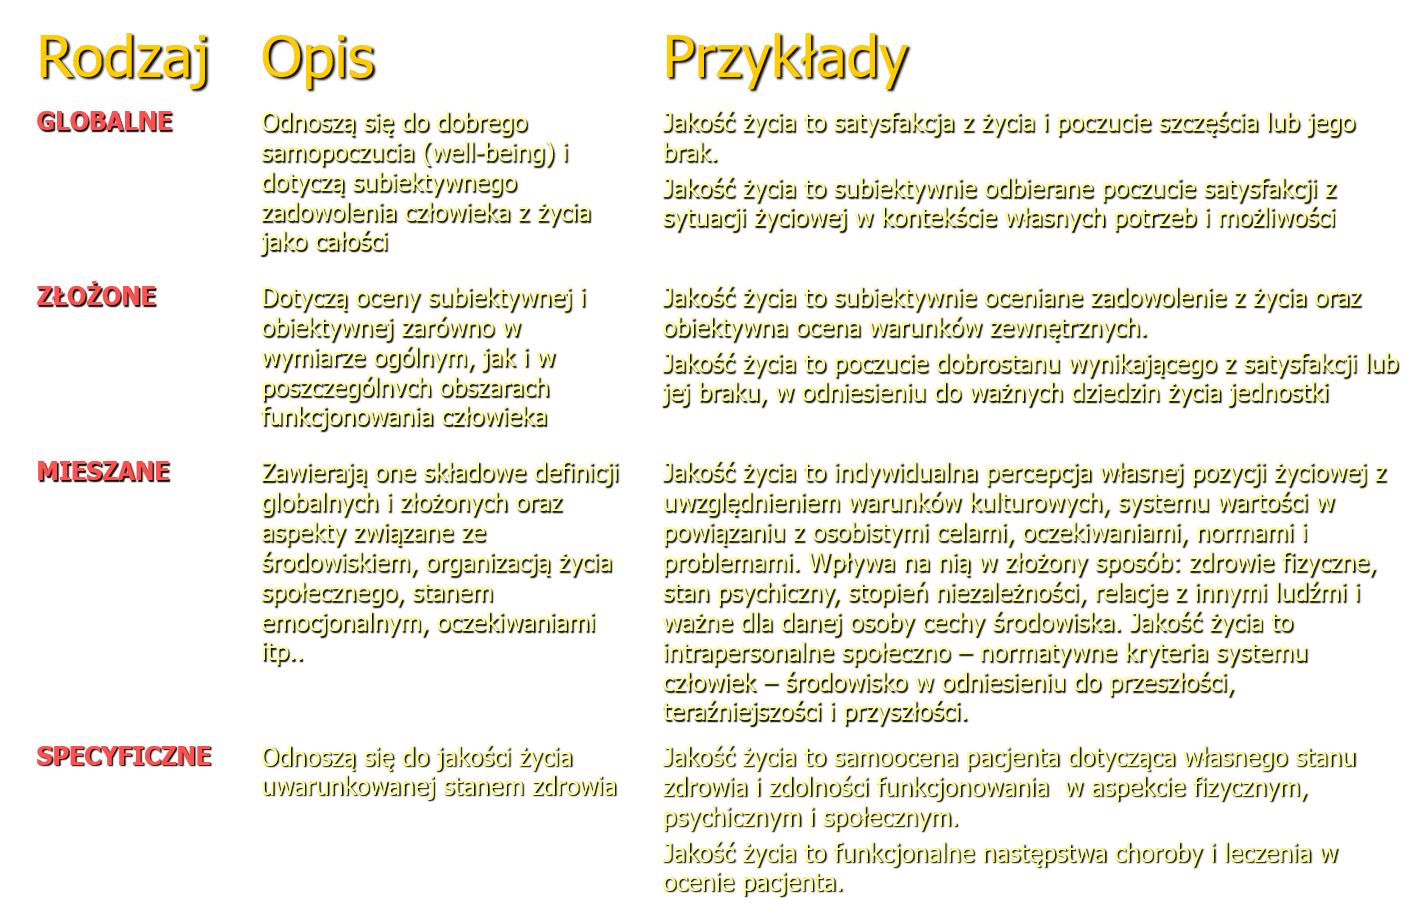 Rodzaj Opis Przykłady
GLOBALNE
Odnoszą się do dobrego
samopoczucia (well-being) i
dotyczą subiektywnego
zadowolenia człowieka z życia
jako całości
Jakość życia to satysfakcja z życia i poczucie szczęścia lub jego
brak.
Jakość życia to subiektywnie odbierane poczucie satysfakcji z
sytuacji życiowej w kontekście własnych potrzeb i możliwości
ZŁOŻONE
Dotyczą oceny subiektywnej i
obiektywnej zarówno w
wymiarze ogólnym, jak i w
poszczególnvch obszarach
funkcjonowania człowieka
Jakość życia to subiektywnie oceniane zadowolenie z życia oraz
obiektywna ocena warunków zewnętrznych.
Jakość życia to poczucie dobrostanu wynikającego z satysfakcji lub
jej braku, w odniesieniu do ważnych dziedzin życia jednostki
MIESZANE
Zawierają one składowe definicji
globalnych i złożonych oraz
aspekty związane ze
środowiskiem, organizacją życia
społecznego, stanem
emocjonalnym, oczekiwaniami
itp..
Jakość życia to indywidualna percepcja własnej pozycji życiowej z
uwzględnieniem warunków kulturowych, systemu wartości w
powiązaniu z osobistymi celami, oczekiwaniami, normami i
problemami. Wpływa na nią w złożony sposób: zdrowie fizyczne,
stan psychiczny, stopień niezależności, relacje z innymi ludźmi i
ważne dla danej osoby cechy środowiska. Jakość życia to
intrapersonalne społeczno – normatywne kryteria systemu
człowiek – środowisko w odniesieniu do przeszłości,
teraźniejszości i przyszłości.
SPECYFICZNE
Odnoszą się do jakości życia
uwarunkowanej stanem zdrowia
Jakość życia to samoocena pacjenta dotycząca własnego stanu
zdrowia i zdolności funkcjonowania  w aspekcie fizycznym,
psychicznym i społecznym.
Jakość życia to funkcjonalne następstwa choroby i leczenia w
ocenie pacjenta.